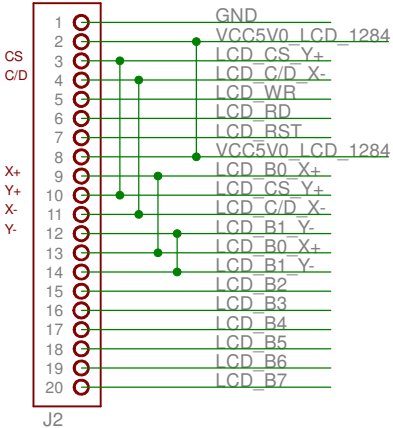 1 GND
2 VCC5V0_LCD_1284
CS 3 LCD_CS_Y+
C/D 4 LCD_C/D_X-
5 LCD_WR
6 LCD_RD
7 LCD_RST
8 VCC5V0_LCD_1284
X+ 9 LCD_B0_X+
Y+ 10 LCD_CS_Y+
X- 11 LCD_C/D_X-
Y- 12 LCD_B1_Y-
13 LCD_B0_X+
14 LCD_B1_Y-
15 LCD_B2
16 LCD_B3
17 LCD_B4
18 LCD_B5
19 LCD_B6
20 LCD_B7
J2